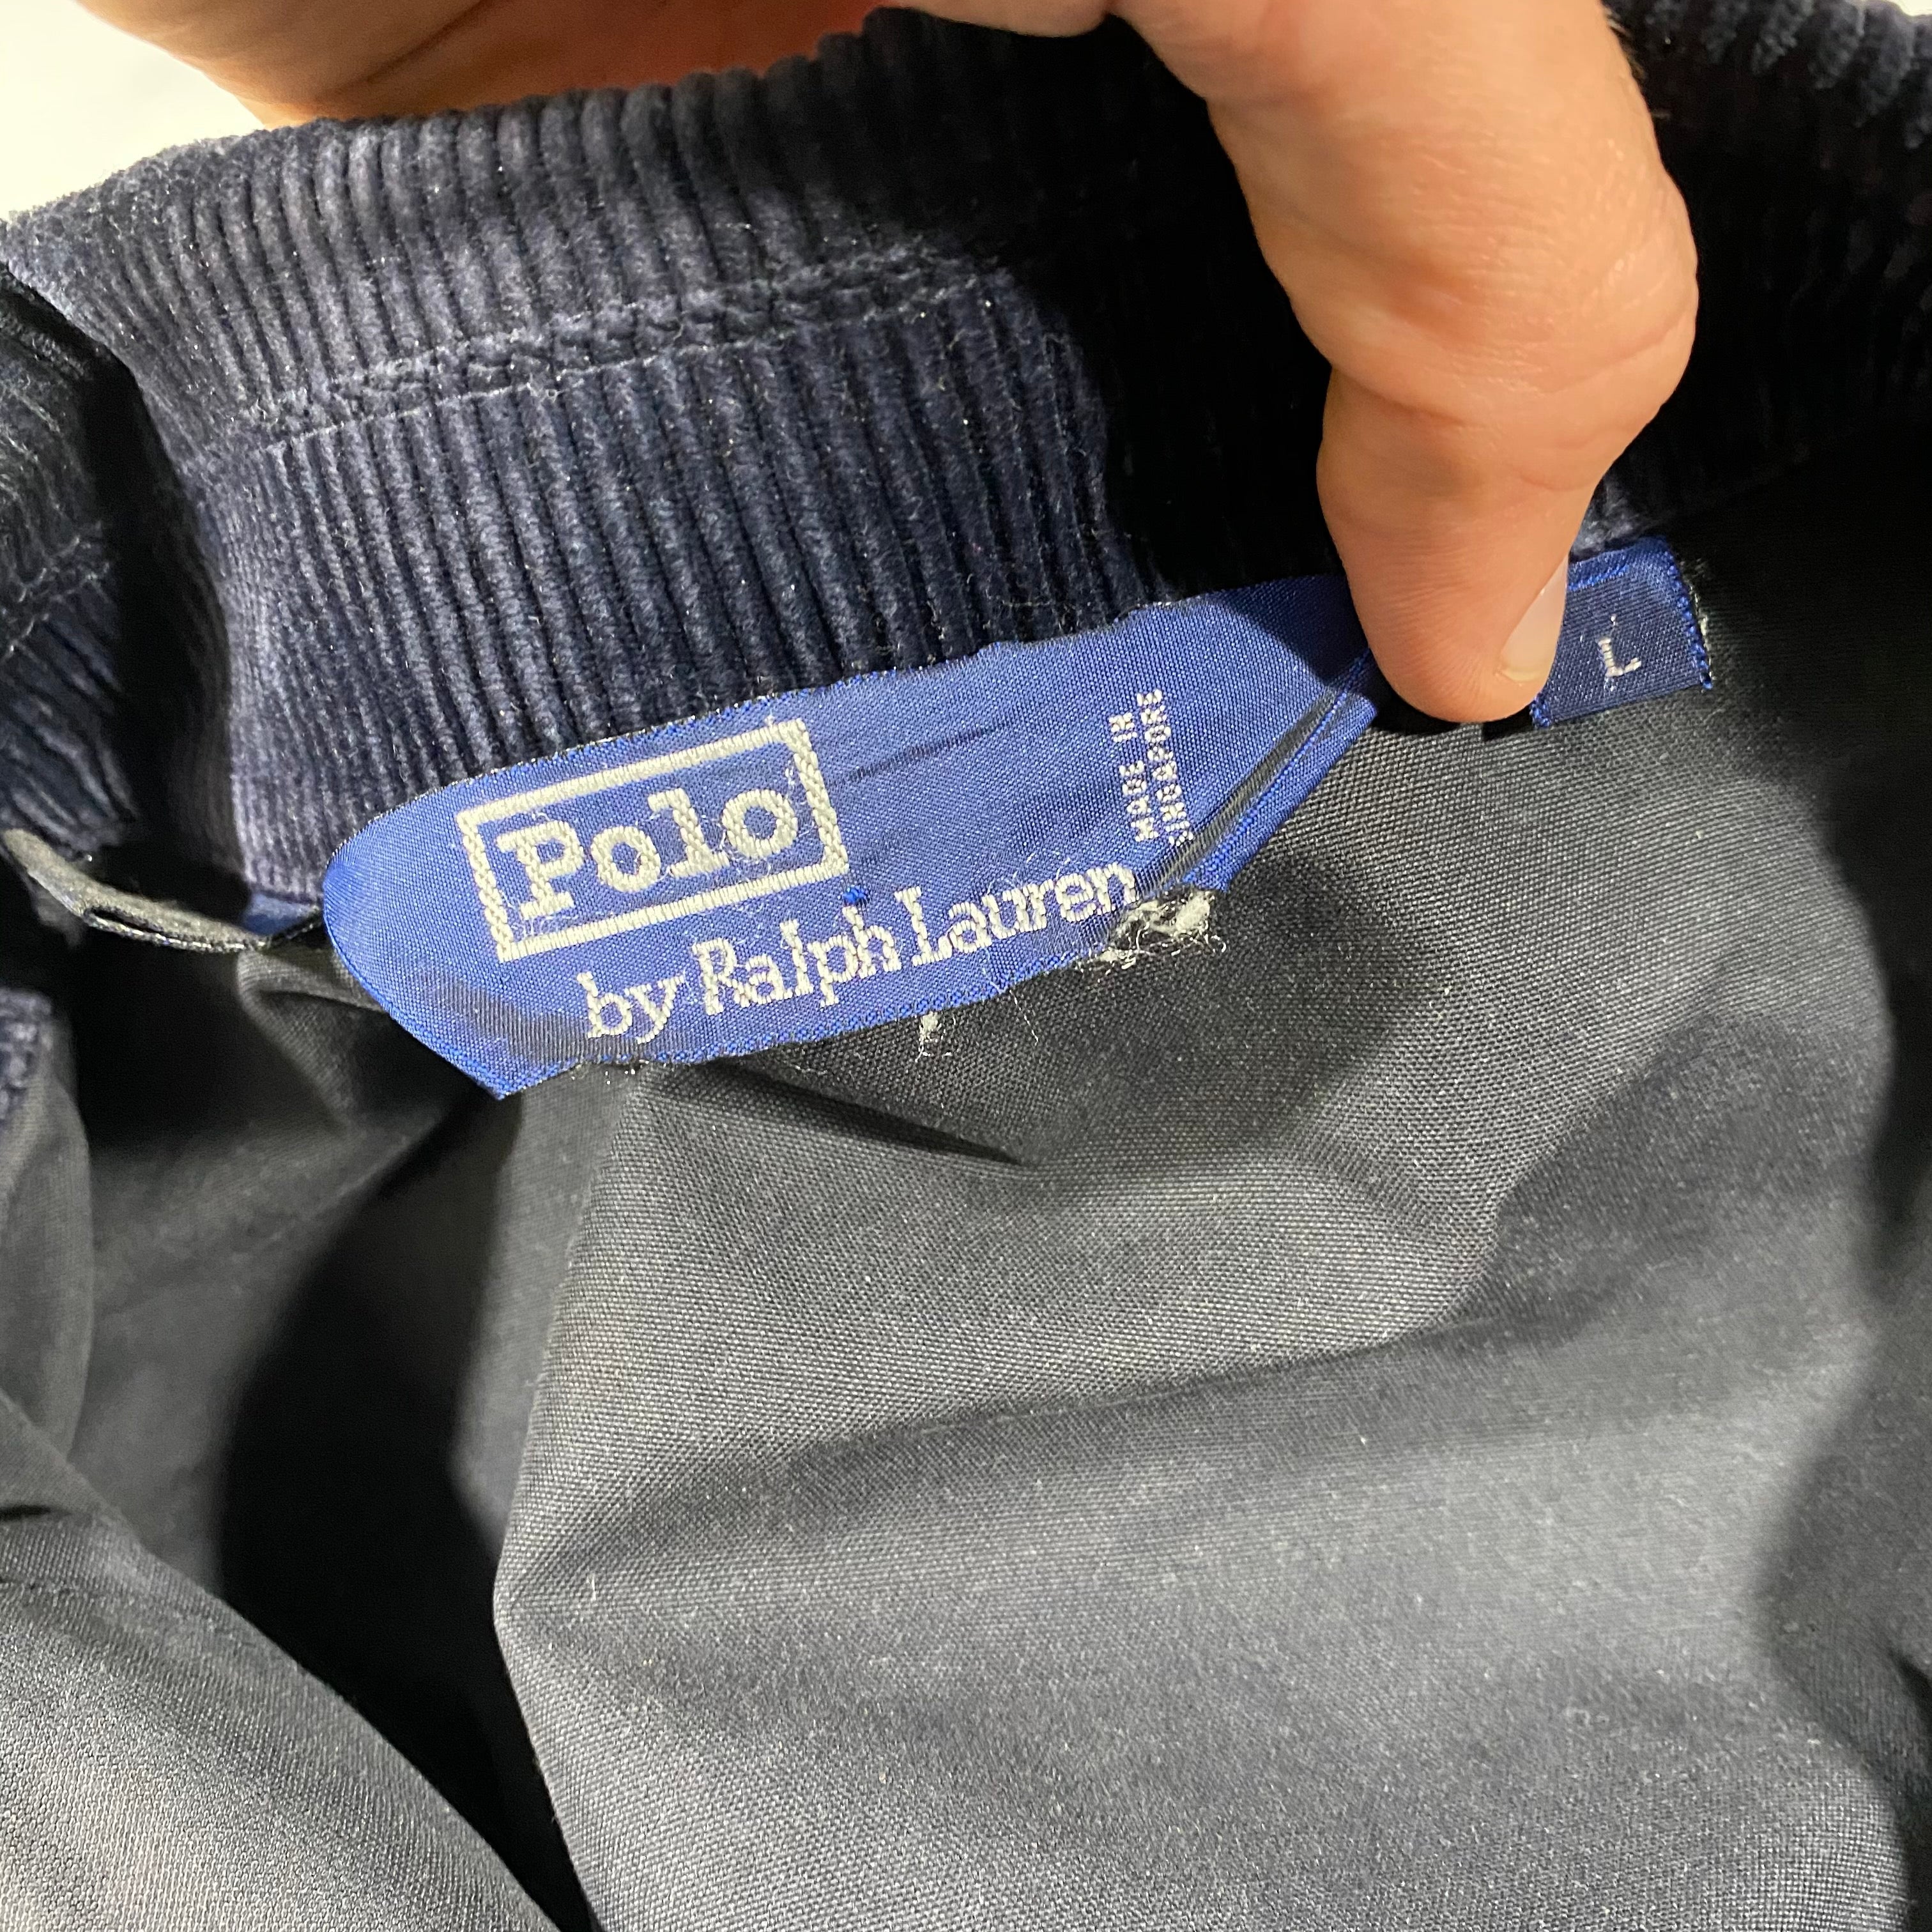 Polo
by Ralph Lauren
MADE IN
SINGAPORE
L